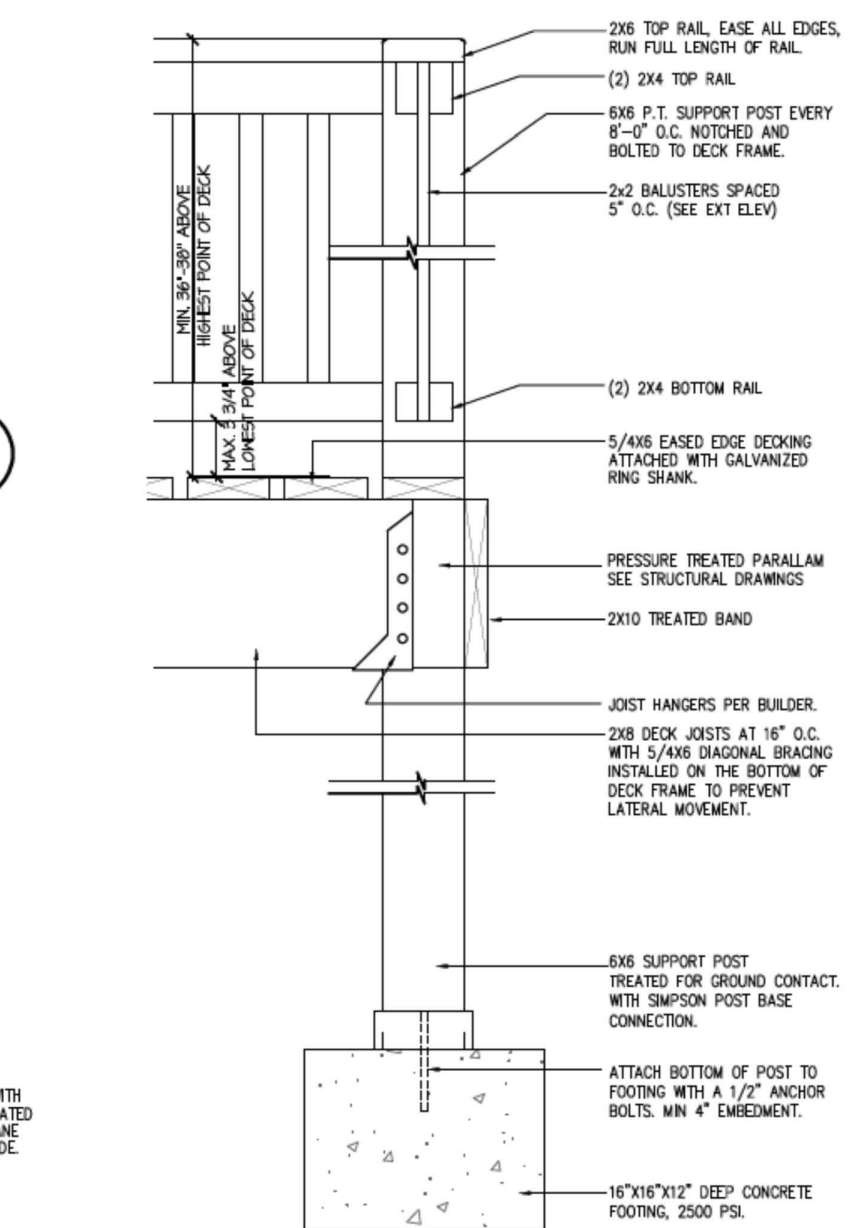 2X6 TOP RAIL, EASE ALL EDGES,
RUN FULL LENGTH OF RAIL.
(2) 2X4 TOP RAIL
6X6 P.T. SUPPORT POST EVERY
8'-0" O.C. NOTCHED AND
BOLTED TO DECK FRAME.
2x2 BALUSTERS SPACED
5" O.C. (SEE EXT ELEV)
MIN. 36"-38" ABOVE
HIGHEST POINT OF DECK
MAX. 3 3/4" ABOVE
LOWEST POINT OF DECK
(2) 2X4 BOTTOM RAIL
5/4X6 EASED EDGE DECKING
ATTACHED WITH GALVANIZED
RING SHANK.
PRESSURE TREATED PARALLAM
SEE STRUCTURAL DRAWINGS
2X10 TREATED BAND
JOIST HANGERS PER BUILDER.
2X8 DECK JOISTS AT 16" O.C.
WITH 5/4X6 DIAGONAL BRACING
INSTALLED ON THE BOTTOM OF
DECK FRAME TO PREVENT
LATERAL MOVEMENT.
6X6 SUPPORT POST
TREATED FOR GROUND CONTACT.
WITH SIMPSON POST BASE
CONNECTION.
ATTACH BOTTOM OF POST TO
FOOTING WITH A 1/2" ANCHOR
BOLTS. MIN 4" EMBEDMENT.
16"X16"X12" DEEP CONCRETE
FOOTING, 2500 PSI.